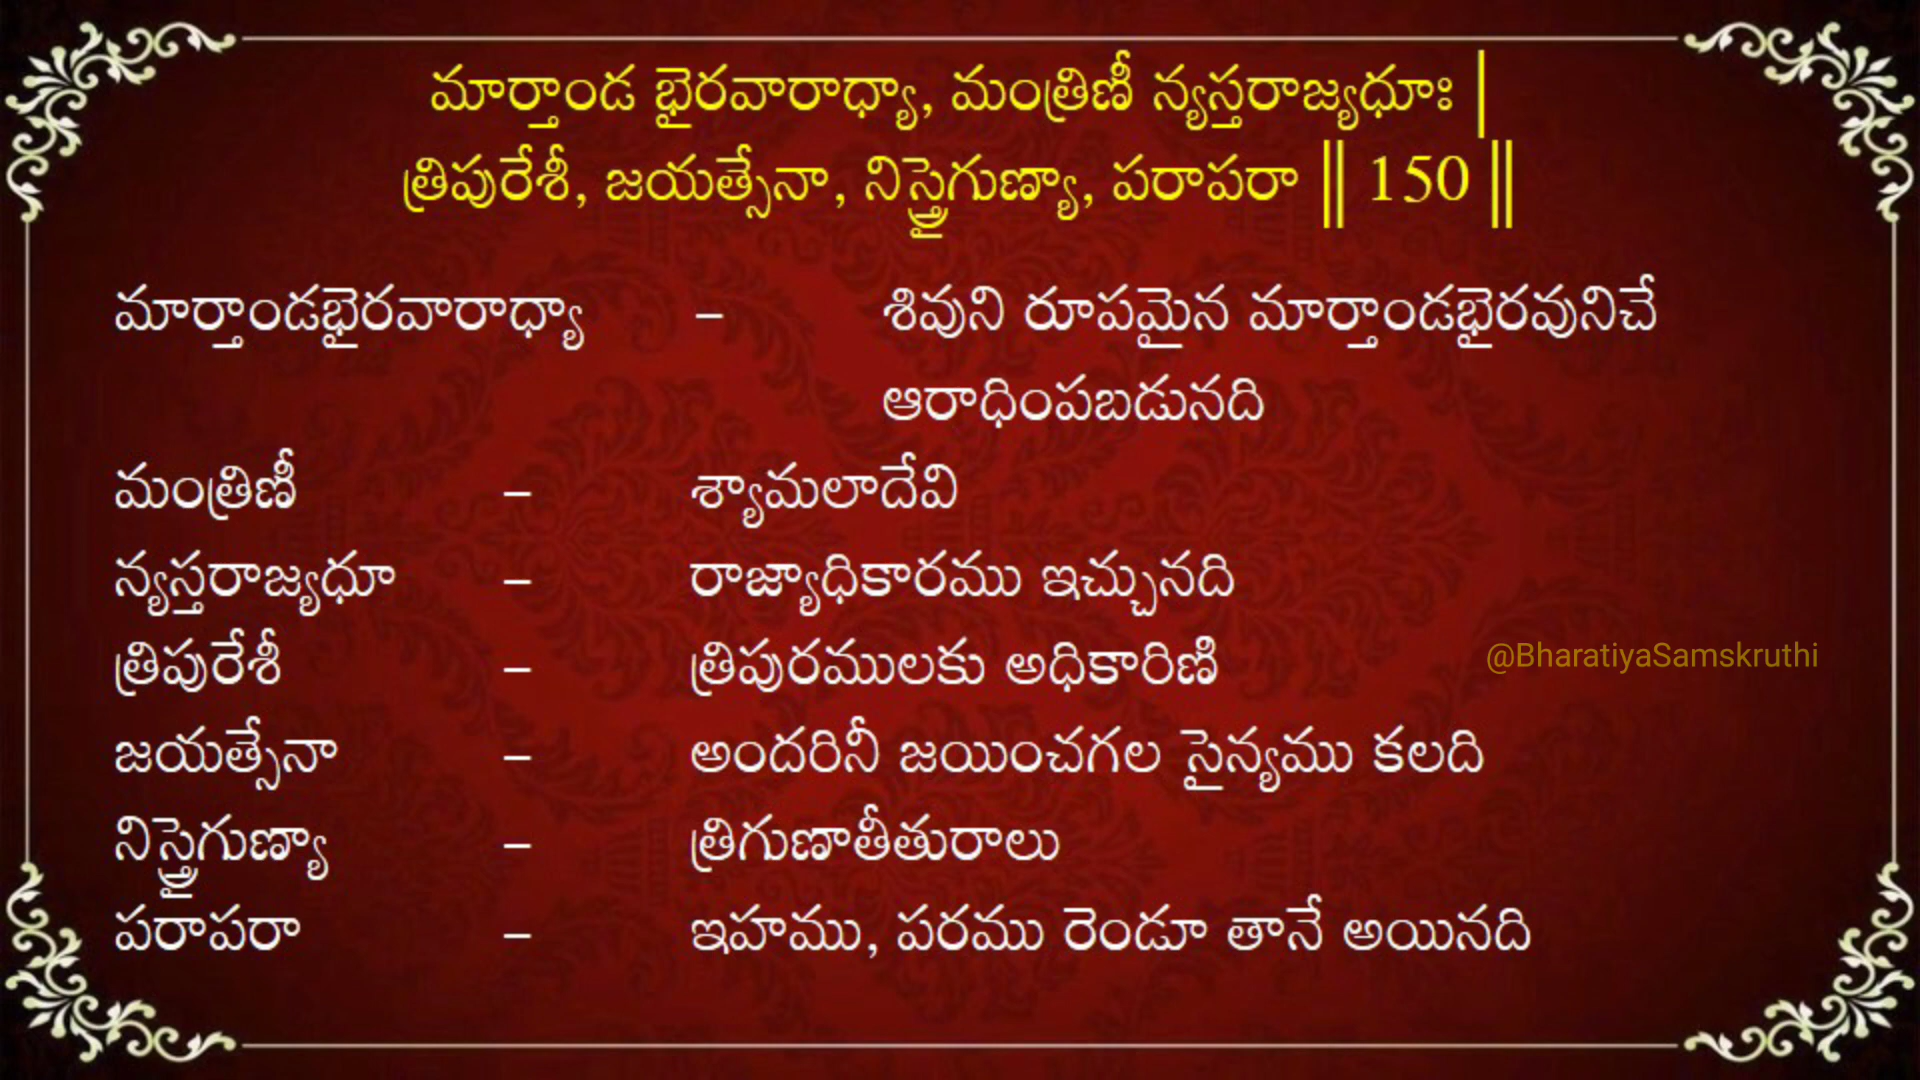 మార్తాండ భైరవారాధ్యా, మంత్రిణీ న్యస్తరాజ్యధూః |
త్రిపురేశీ, జయత్సేనా, నిస్త్రైగుణ్యా, పరాపరా || 150 ||
మార్తాండభైరవారాధ్యా – శివుని రూపమైన మార్తాండభైరవునిచే
ఆరాధింపబడునది
మంత్రిణీ – శ్యామలాదేవి
న్యస్తరాజ్యధూ – రాజ్యాధికారము ఇచ్చునది
త్రిపురేశీ – త్రిపురములకు అధికారిణి
@BharatiyaSamskruthi
జయత్సేనా – అందరినీ జయించగల సైన్యము కలది
నిస్త్రైగుణ్యా – త్రిగుణాతీతురాలు
పరాపరా – ఇహము, పరము రెండూ తానే అయినది